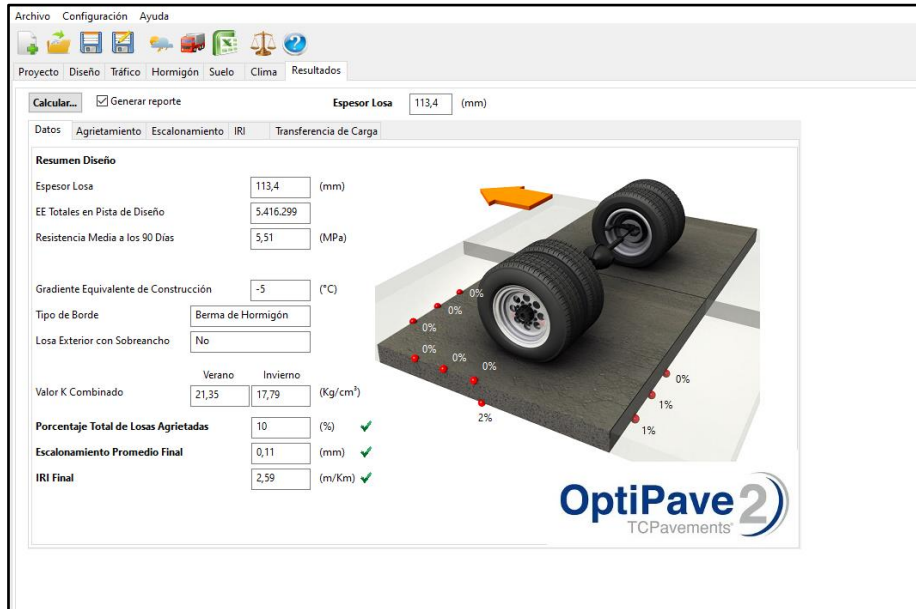 Archivo Configuración Ayuda
Proyecto Diseño Tráfico Hormigón Suelo Clima Resultados
Calcular... Generar reporte Espesor Losa 113,4 (mm)
Datos Agrietamiento Escalonamiento IRI Transferencia de Carga
Resumen Diseño
Espesor Losa 113,4 (mm)
EE Totales en Pista de Diseño 5.416.299
Resistencia Media a los 90 Días 5,51 (MPa)
Gradiente Equivalente de Construcción -5 (°C)
Tipo de Borde Berma de Hormigón
Losa Exterior con Sobreancho No
Verano Invierno
Valor K Combinado 21,35 17,79 (Kg/cm³)
Porcentaje Total de Losas Agrietadas 10 (%)
Escalonamiento Promedio Final 0,11 (mm)
IRI Final 2,59 (m/Km)
0%
0%
0%
0%
0%
0%
2%
0%
1%
1%
OptiPave 2
TCPavements